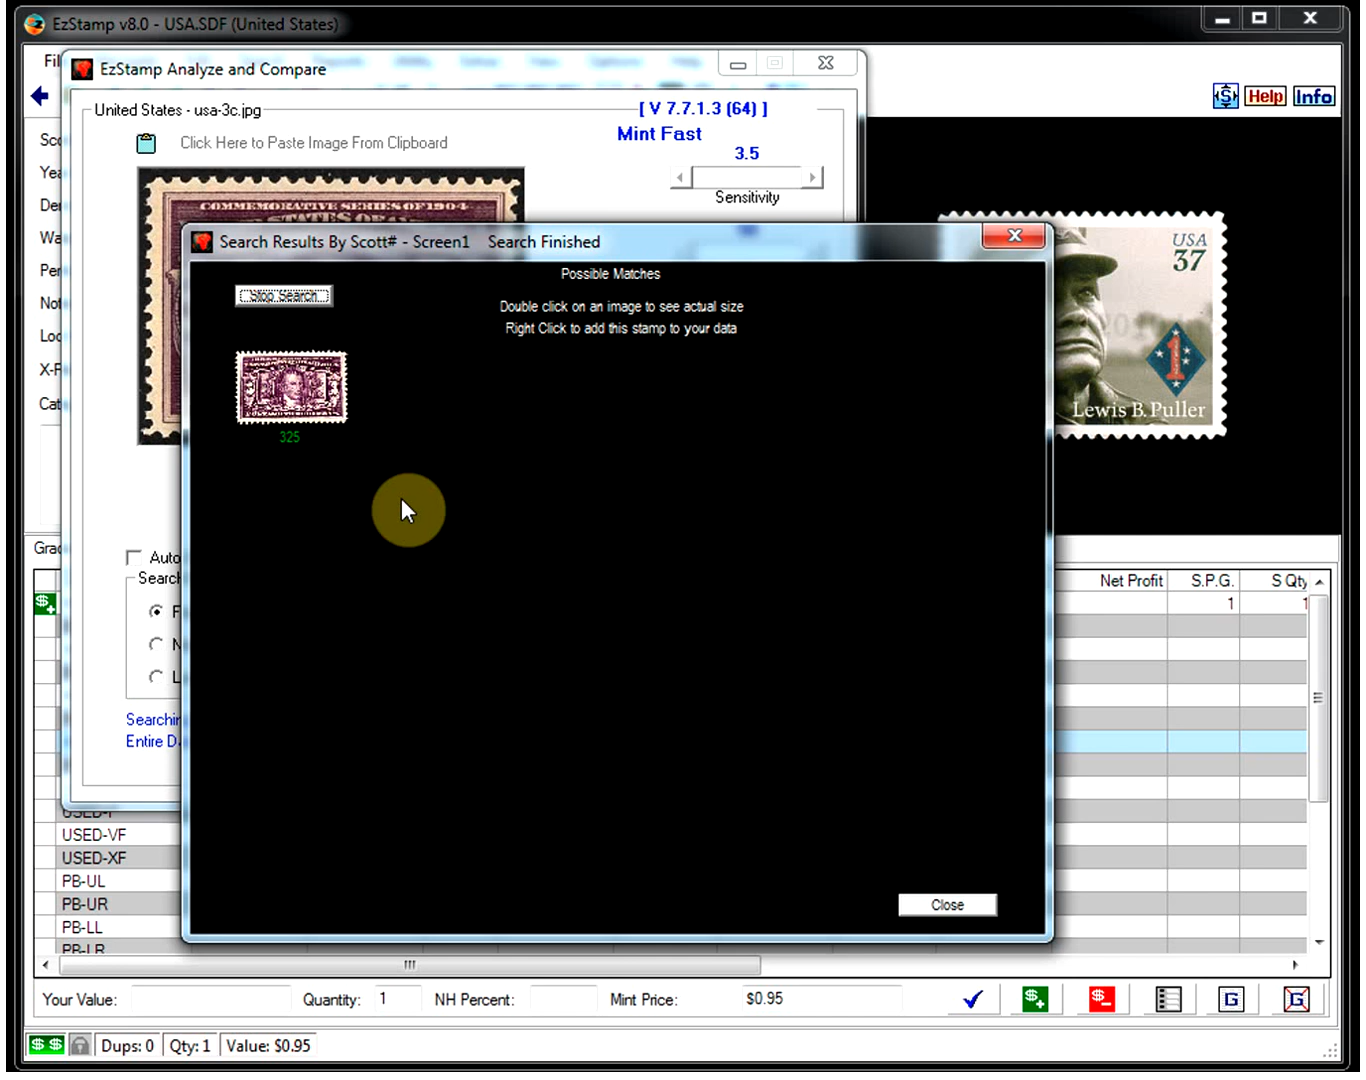 EzStamp v8.0 - USA.SDF (United States)
EzStamp Analyze and Compare
Help
Info
United States - usa-3c.jpg
[ V 7.7.1.3 (64) ]
Mint Fast
Click Here to Paste Image From Clipboard
3.5
Sensitivity
COMMEMORATIVE SERIES OF 1904
USA
37
1
Lewis B. Puller
Search Results By Scott# - Screen1 Search Finished
Possible Matches
Stop Search
Double click on an image to see actual size
Right Click to add this stamp to your data
325
Auto
Net Profit
S.P.G.
S Qty
1
1
USED-VF
USED-XF
PB-UL
PB-UR
PB-LL
PB-LR
Close
Your Value:
Quantity: 1
NH Percent:
Mint Price:
$0.95
Dups: 0
Qty: 1
Value: $0.95